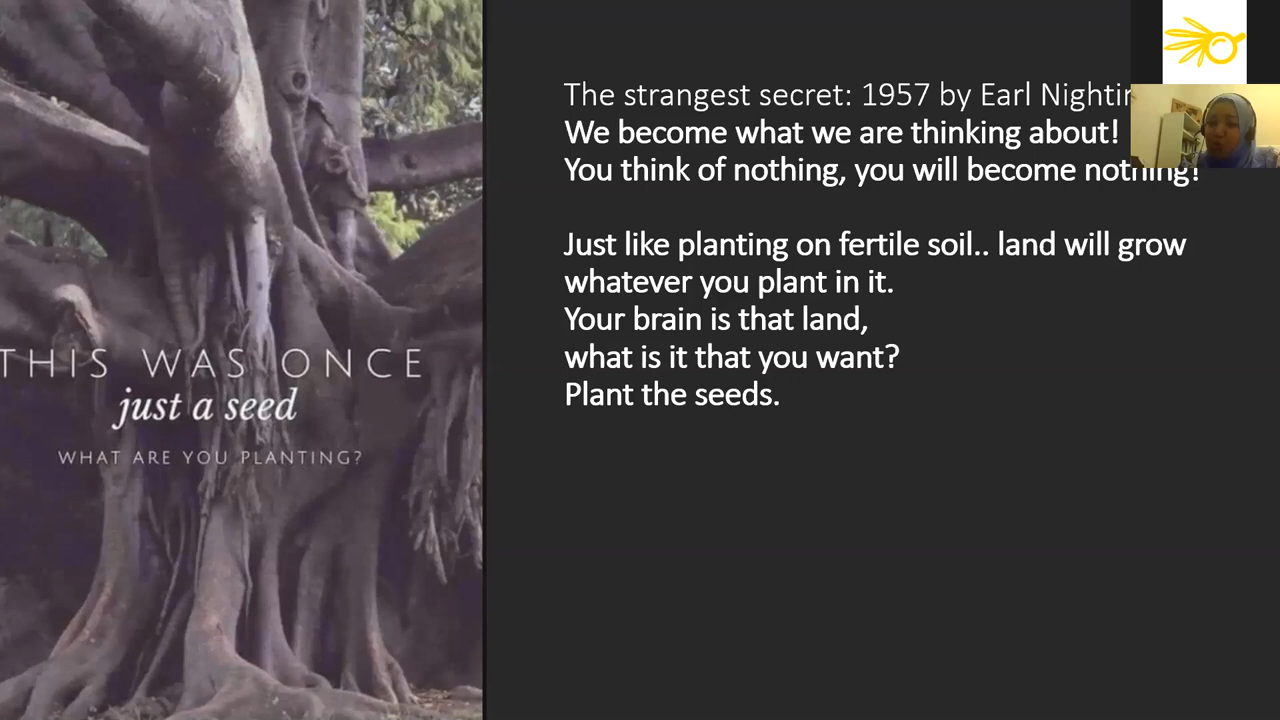 THIS WAS ONCE
just a seed
WHAT ARE YOU PLANTING?
The strangest secret: 1957 by Earl
We become what we are thinking about!
You think of nothing, you will become nothing!
Just like planting on fertile soil.. land will grow
whatever you plant in it.
Your brain is that land,
what is it that you want?
Plant the seeds.